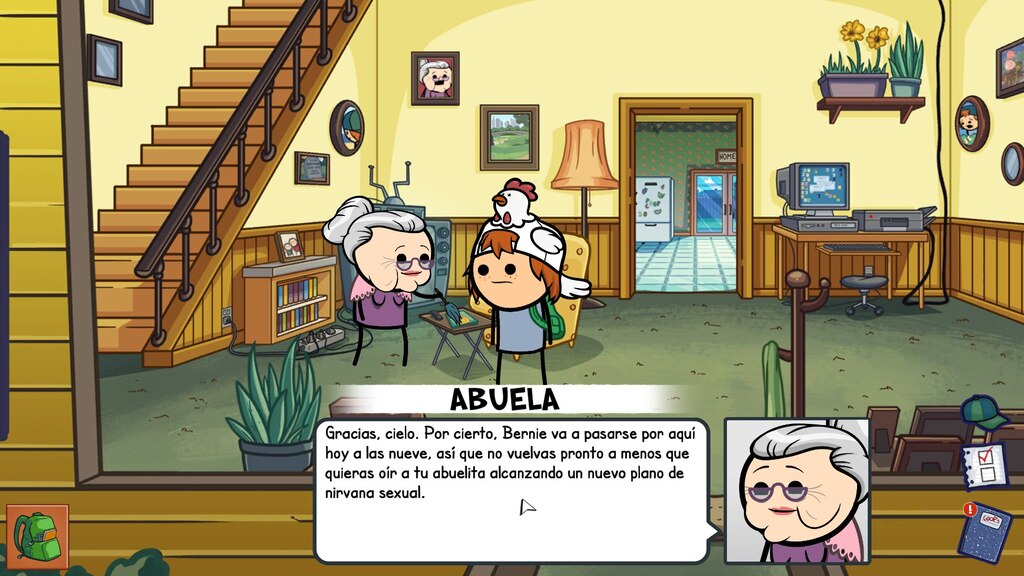 HOME
ABUELA
Gracias, cielo. Por cierto, Bernie va a pasarse por aquí
hoy a las nueve, así que no vuelvas pronto a menos que
quieras oír a tu abuelita alcanzando un nuevo plano de
nirvana sexual.
!